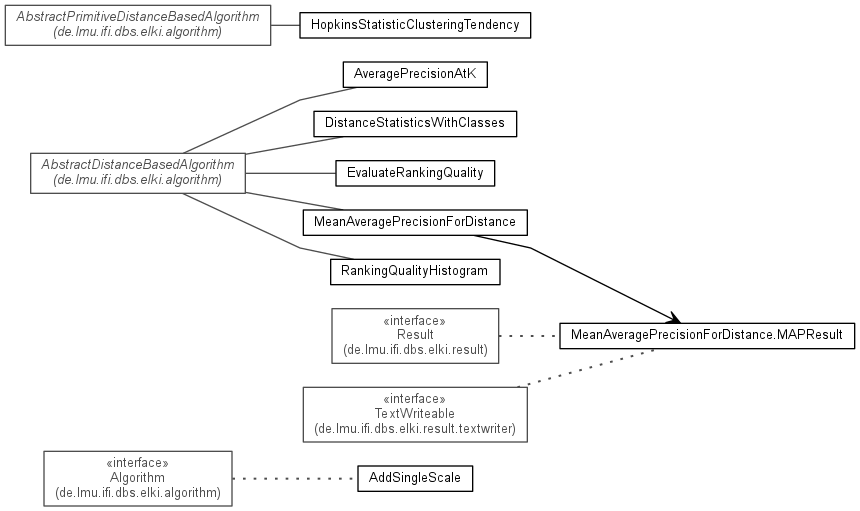 AbstractPrimitiveDistanceBasedAlgorithm
(de.lmu.ifi.dbs.elki.algorithm)
HopkinsStatisticClusteringTendency
AveragePrecisionAtK
DistanceStatisticsWithClasses
AbstractDistanceBasedAlgorithm
(de.lmu.ifi.dbs.elki.algorithm)
EvaluateRankingQuality
MeanAveragePrecisionForDistance
RankingQualityHistogram
«interface»
Result
(de.lmu.ifi.dbs.elki.result)
MeanAveragePrecisionForDistance.MAPResult
«interface»
TextWriteable
(de.lmu.ifi.dbs.elki.result.textwriter)
«interface»
Algorithm
(de.lmu.ifi.dbs.elki.algorithm)
AddSingleScale